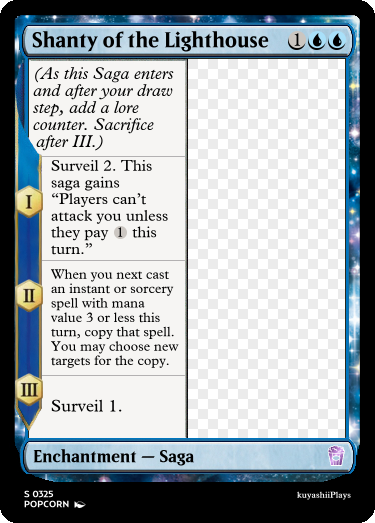 Shanty of the Lighthouse 1
(As this Saga enters
and after your draw
step, add a lore
counter. Sacrifice
after III.)
I
Surveil 2. This
saga gains
“Players can’t
attack you unless
they pay 1 this
turn.”
II
When you next cast
an instant or sorcery
spell with mana
value 3 or less this
turn, copy that spell.
You may choose new
targets for the copy.
III
Surveil 1.
Enchantment — Saga
S 0325
POPCORN
kuyashiiPlays